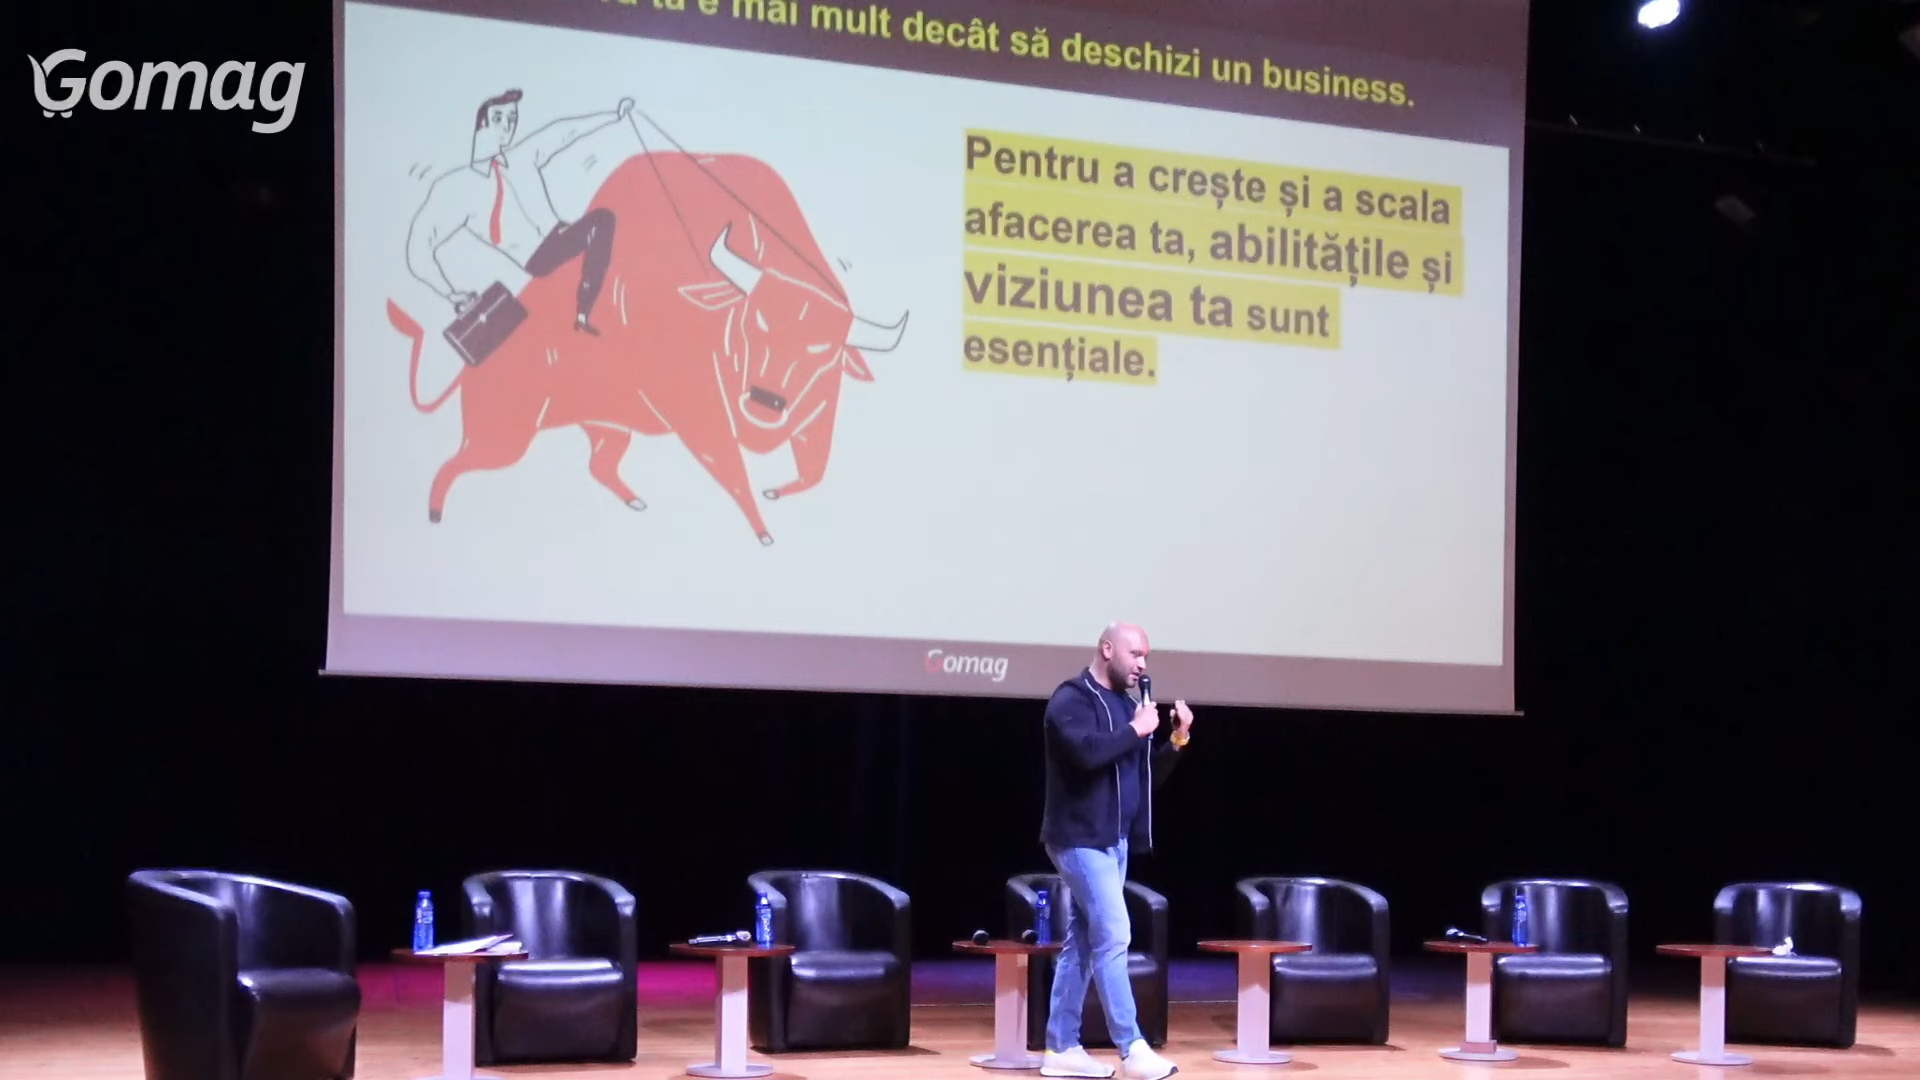 Gomag
ta e mai mult decât să deschizi un business.
Pentru a crește și a scala
afacerea ta, abilitățile și
viziunea ta sunt
esențiale.
Gomag